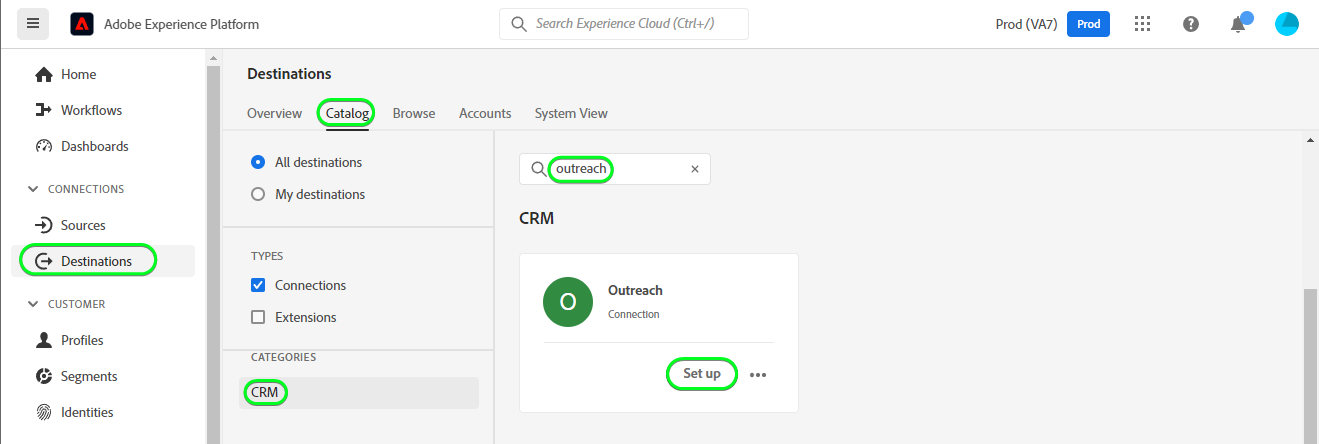 Adobe Experience Platform
Search Experience Cloud (Ctrl+/)
Prod (VA7)
Prod
Home
Workflows
Dashboards
CONNECTIONS
Sources
Destinations
CUSTOMER
Profiles
Segments
Identities
Destinations
Overview
Catalog
Browse
Accounts
System View
All destinations
My destinations
TYPES
Connections
Extensions
CATEGORIES
CRM
outreach
CRM
O
Outreach
Connection
Set up